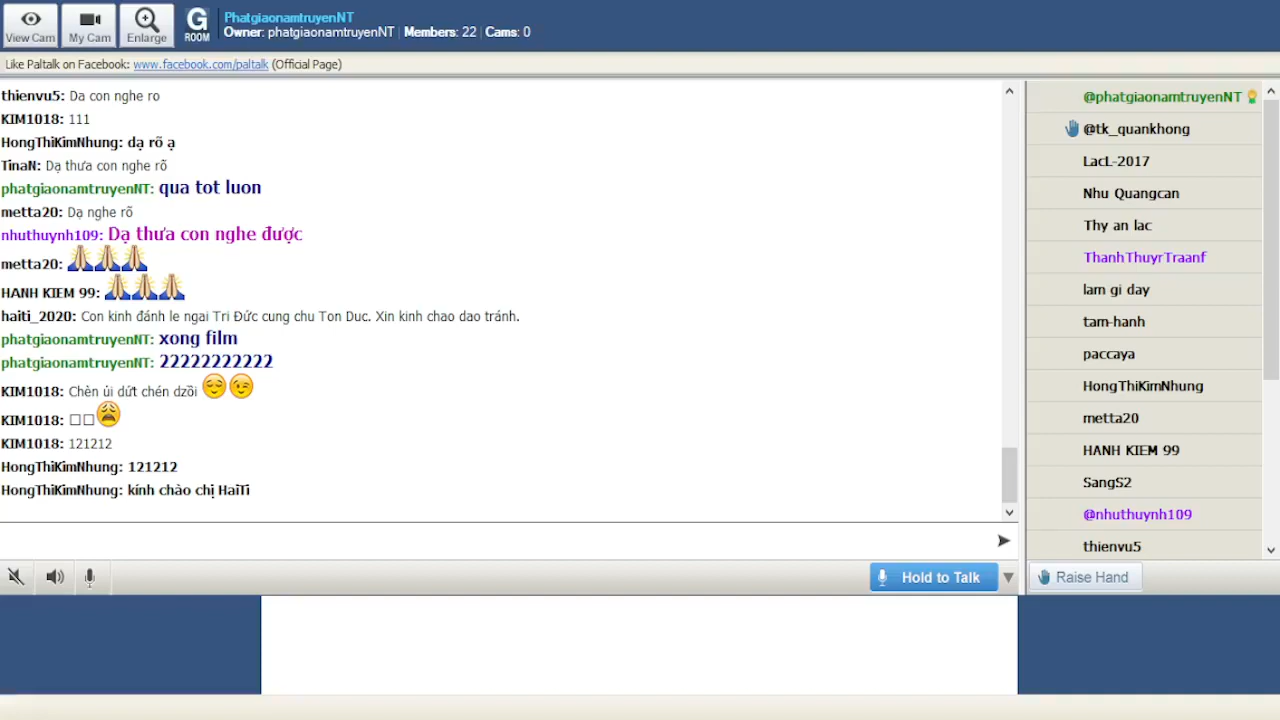 View Cam
My Cam
Enlarge
G
ROOM
PhatgiaonamtruyenNT
Owner: phatgiaonamtruyenNT | Members: 22 | Cams: 0
Like Paltalk on Facebook: www.facebook.com/paltalk (Official Page)
thienvu5: Da con nghe ro
KIM1018: 111
HongThiKimNhung: dạ rõ ạ
TinaN: Dạ thưa con nghe rõ
phatgiaonamtruyenNT: qua tot luon
metta20: Dạ nghe rõ
nhuthuynh109: Dạ thưa con nghe được
metta20:
HANH KIEM 99:
haiti_2020: Con kinh đánh le ngai Tri Đức cung chu Ton Duc. Xin kinh chao dao tránh.
phatgiaonamtruyenNT: xong film
phatgiaonamtruyenNT: 22222222222
KIM1018: Chèn ủi dứt chén dzồi
KIM1018:
KIM1018: 121212
HongThiKimNhung: 121212
HongThiKimNhung: kính chào chị HaiTi
Hold to Talk
@phatgiaonamtruyenNT
@tk_quankhong
LacL-2017
Nhu Quangcan
Thy an lac
ThanhThuyrTraanf
lam gi day
tam-hanh
paccaya
HongThiKimNhung
metta20
HANH KIEM 99
SangS2
@nhuthuynh109
thienvu5
Raise Hand